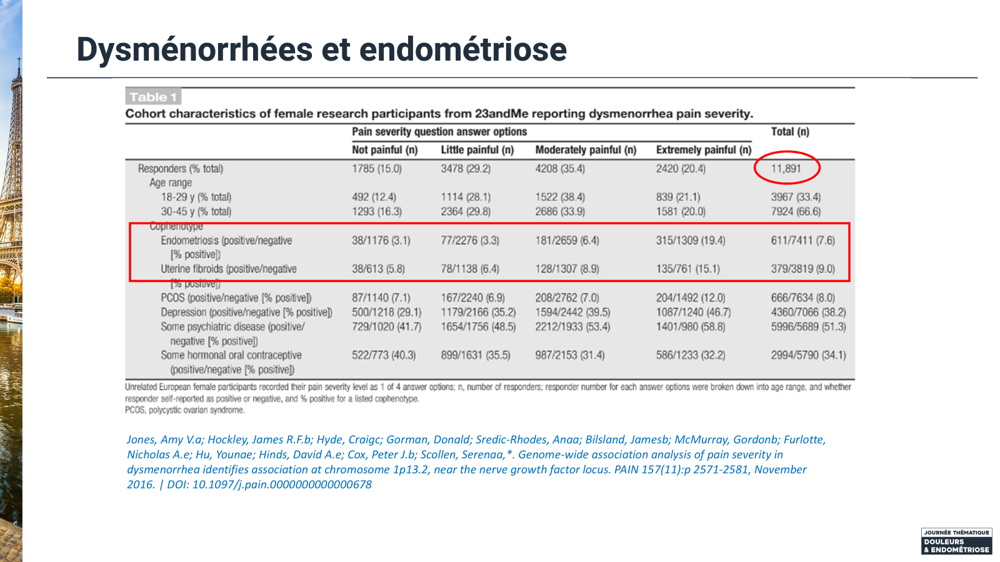 Dysménorrhées et endométriose
Table 1
Cohort characteristics of female research participants from 23andMe reporting dysmenorrhea pain severity.
Pain severity question answer options Total (n)
Not painful (n) Little painful (n) Moderately painful (n) Extremely painful (n)
Responders (% total) 1785 (15.0) 3478 (29.2) 4208 (35.4) 2420 (20.4) 11,891
Age range
18-29 y (% total) 492 (12.4) 1114 (28.1) 1522 (38.4) 839 (21.1) 3967 (33.4)
30-45 y (% total) 1293 (16.3) 2364 (29.8) 2686 (33.9) 1581 (20.0) 7924 (66.6)
Cophenotype
Endometriosis (positive/negative 38/1176 (3.1) 77/2276 (3.3) 181/2659 (6.4) 315/1309 (19.4) 611/7411 (7.6)
[% positive])
Uterine fibroids (positive/negative 38/613 (5.8) 78/1138 (6.4) 128/1307 (8.9) 135/761 (15.1) 379/3819 (9.0)
[% positive])
PCOS (positive/negative [% positive]) 87/1140 (7.1) 167/2240 (6.9) 208/2762 (7.0) 204/1492 (12.0) 666/7634 (8.0)
Depression (positive/negative [% positive]) 500/1218 (29.1) 1179/2166 (35.2) 1594/2442 (39.5) 1087/1240 (46.7) 4360/7066 (38.2)
Some psychiatric disease (positive/ 729/1020 (41.7) 1654/1756 (48.5) 2212/1933 (53.4) 1401/980 (58.8) 5996/5689 (51.3)
negative [% positive])
Some hormonal oral contraceptive 522/773 (40.3) 899/1631 (35.5) 987/2153 (31.4) 586/1233 (32.2) 2994/5790 (34.1)
(positive/negative [% positive])
Unrelated European female participants recorded their pain severity level as 1 of 4 answer options; n, number of responders; responder number for each answer options were broken down into age range, and whether
responder self-reported as positive or negative, and % positive for a listed cophenotype.
PCOS, polycystic ovarian syndrome.
Jones, Amy V.a; Hockley, James R.F.b; Hyde, Craigc; Gorman, Donald; Sredic-Rhodes, Anaa; Bilsland, Jamesb; McMurray, Gordonb; Furlotte,
Nicholas A.e; Hu, Younae; Hinds, David A.e; Cox, Peter J.b; Scollen, Serenaa,*. Genome-wide association analysis of pain severity in
dysmenorrhea identifies association at chromosome 1p13.2, near the nerve growth factor locus. PAIN 157(11):p 2571-2581, November
2016. | DOI: 10.1097/j.pain.0000000000000678
JOURNÉE THÉMATIQUE
DOULEURS
& ENDOMÉTRIOSE